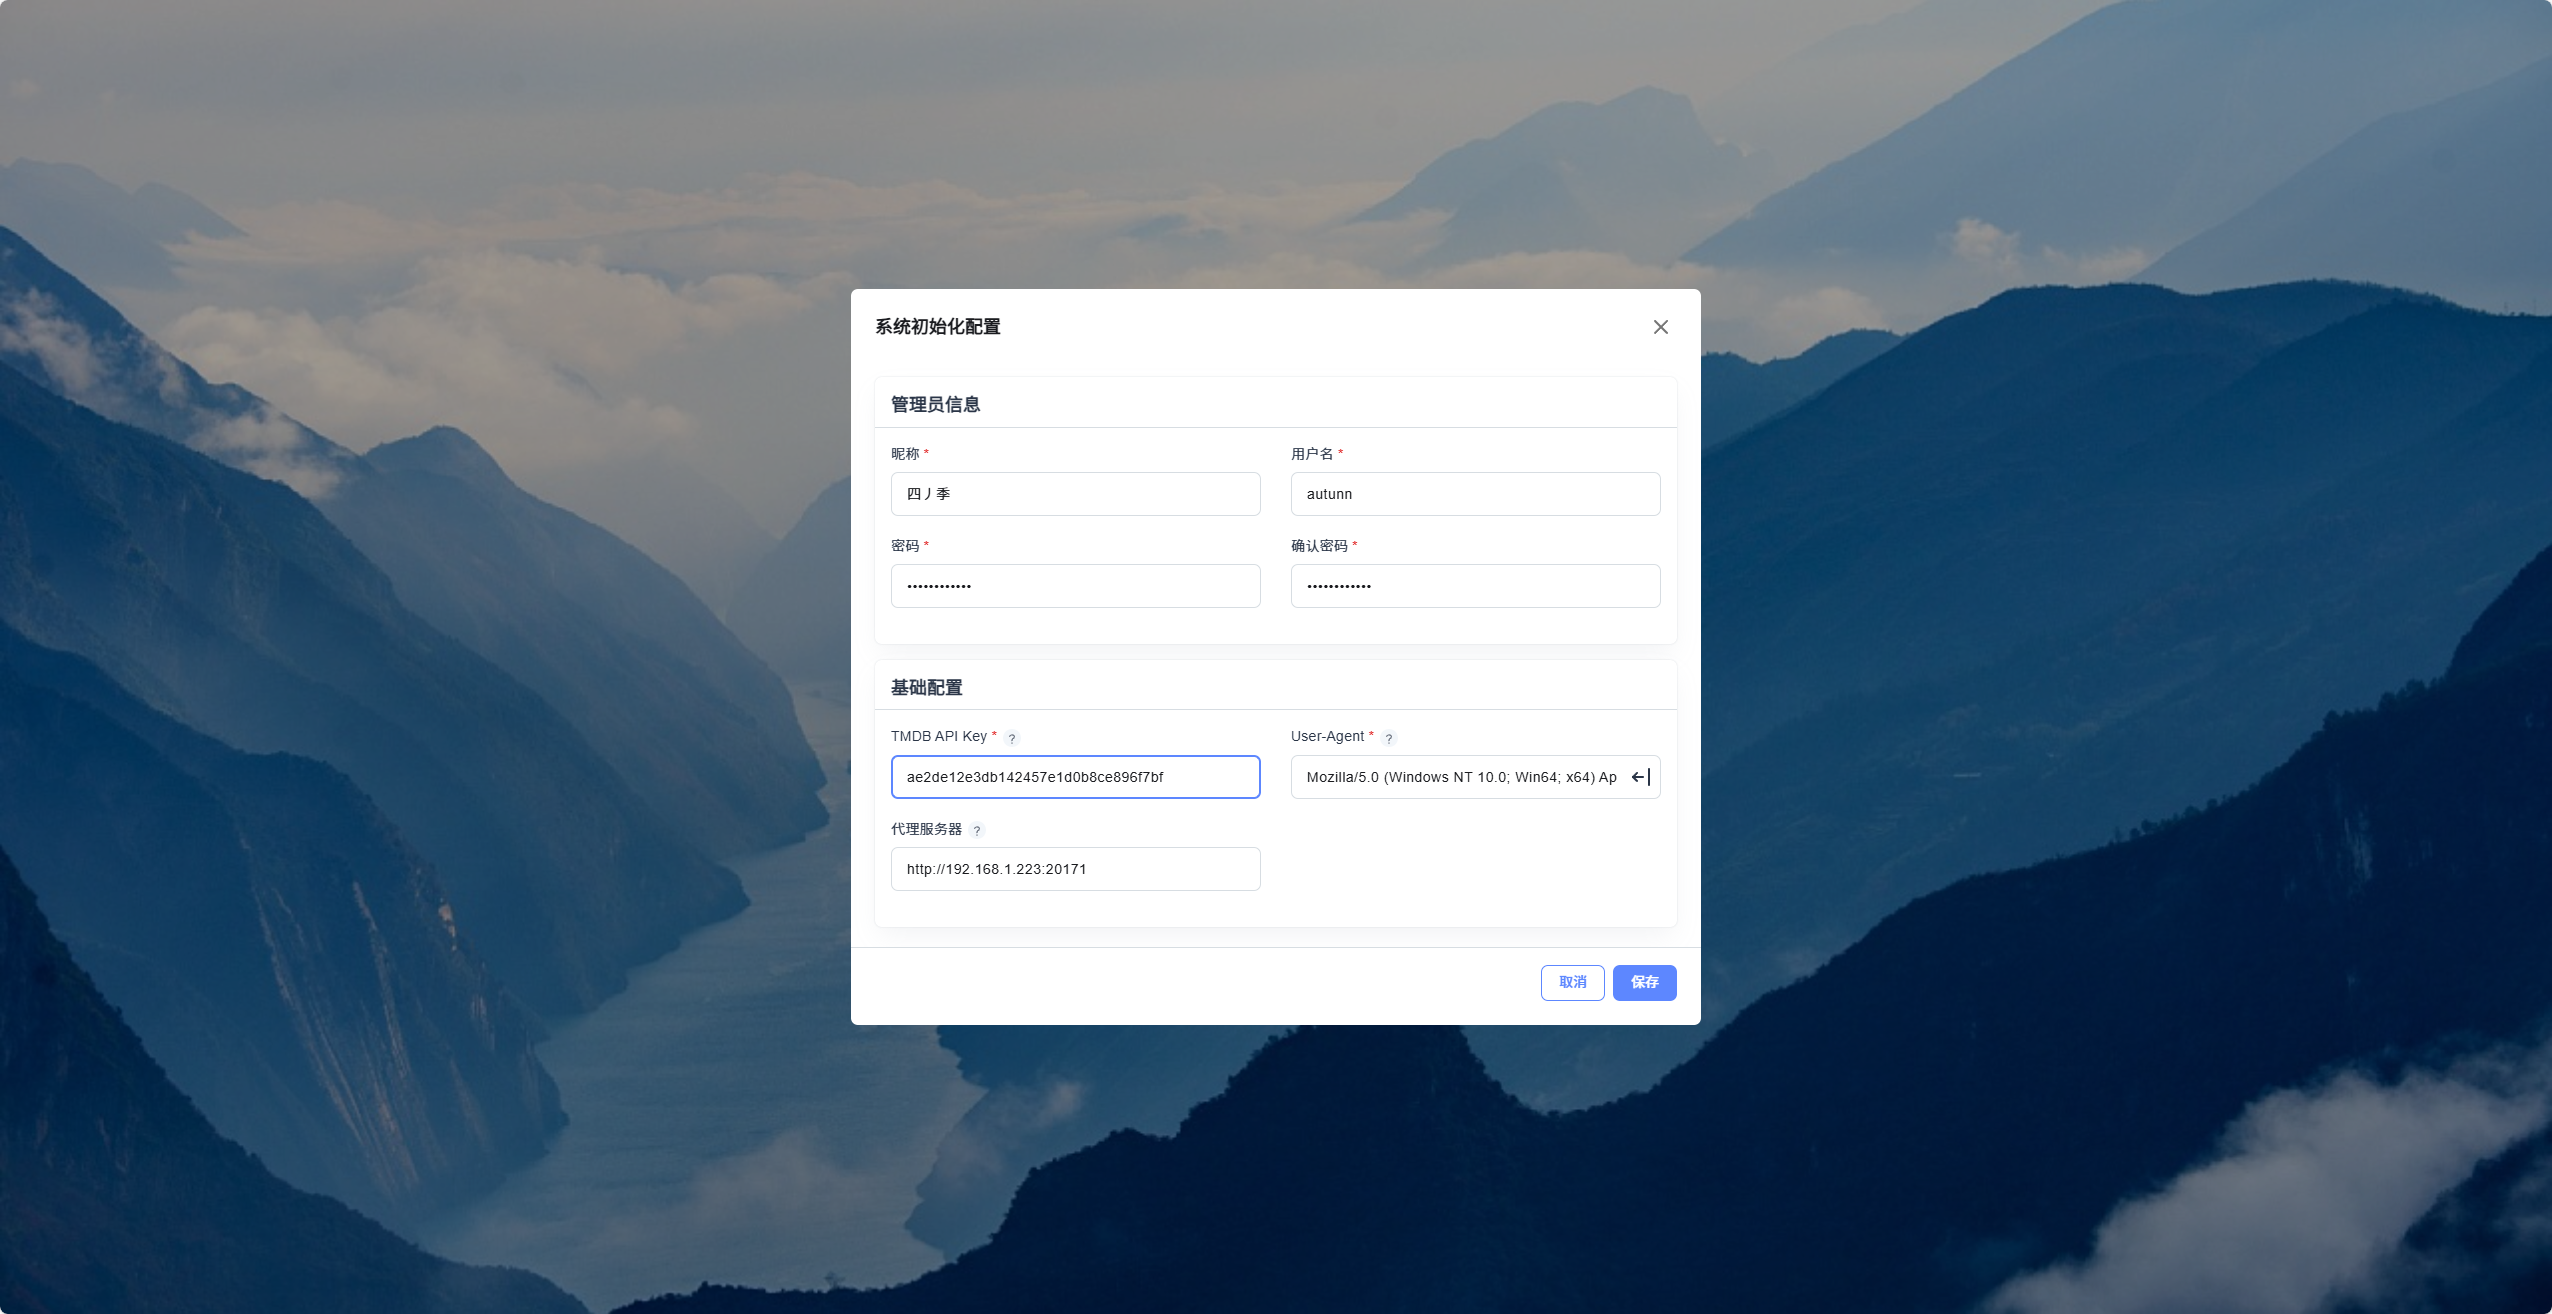 系统初始化配置
管理员信息
昵称 *
用户名 *
四丿季
autunn
密码 *
确认密码 *
••••••••••••
••••••••••••
基础配置
TMDB API Key * ?
User-Agent * ?
ae2de12e3db142457e1d0b8ce896f7bf
Mozilla/5.0 (Windows NT 10.0; Win64; x64) Ap
代理服务器 ?
http://192.168.1.223:20171
取消
保存